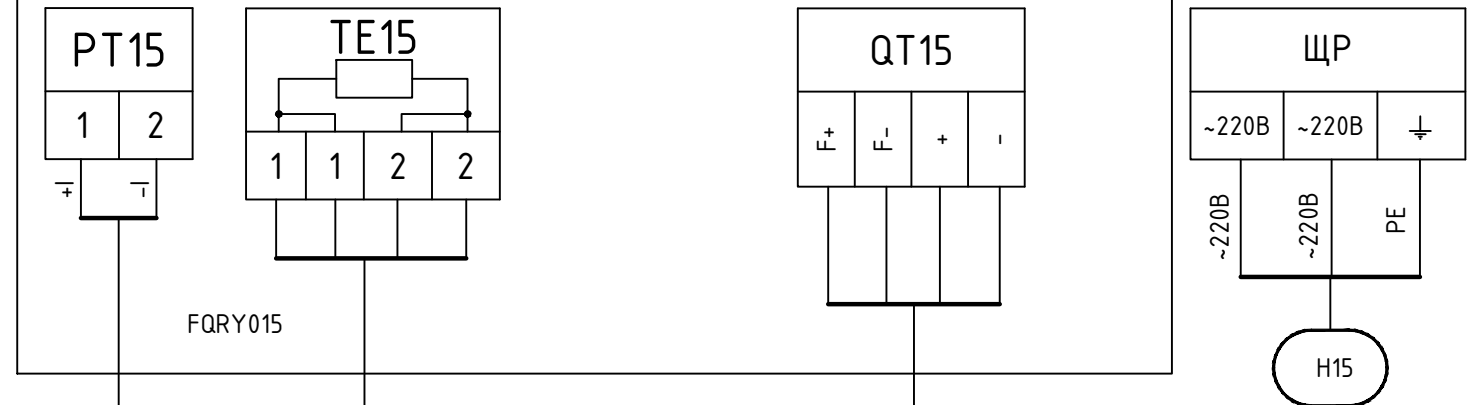 PT15
TE15
QT15
ЩР
1 2
1 1 2 2
F+ F- + -
~220В ~220В
+I -I
~220В ~220В PE
FQRY015
H15